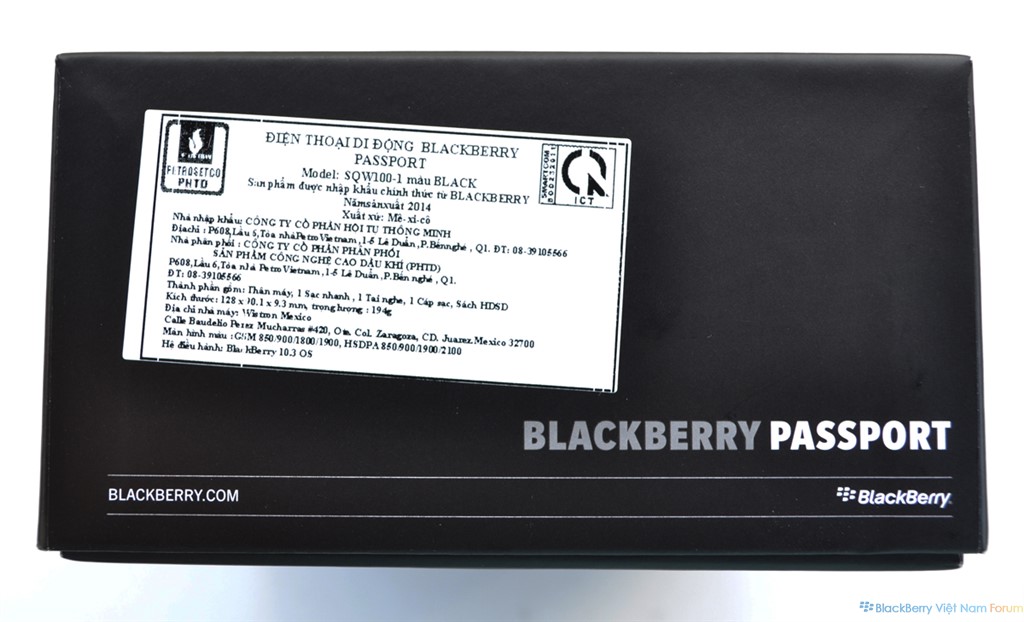 PETROSETCO
PHTD
ĐIỆN THOẠI DI ĐỘNG BLACKBERRY
PASSPORT
Model: SQW100-1 màu BLACK
Sản phẩm được nhập khẩu chính thức từ BLACKBERRY
Nămsảnxuất 2014
Xuất xứ: Mê-xi-cô
SMARTCOM
B002732011
ICT
Nhà nhập khẩu: CÔNG TY CỔ PHẦN HỘI TỤ THÔNG MINH
Địachỉ : P608,Lầu 6,Tòa nhàPetroVietnam,1-5 Lê Duẩn,P.Bếnnghé , Q1. ĐT: 08-39105566
Nhà phân phối : CÔNG TY CỔ PHẦN PHÂN PHỐI
SẢN PHẨM CÔNG NGHỆ CAO DẦU KHÍ (PHTD)
P608,Lầu 6,Tòa nhà PetroVietnam,1-5 Lê Duẩn,P.Bến nghé , Q1.
ĐT: 08-39105566
Thành phần gồm: Thân máy, 1 Sạc nhanh , 1 Tai nghe, 1 Cáp sạc, Sách HDSD
Kích thước: 128 x 90.1 x 9.3 mm, trọng lượng : 194g
Địa chỉ nhà máy: Wistron Mexico
Calle Baudelio Perez Mucharras #420, Ote. Col. Zaragoza, CD. Juarez.Mexico 32700
Màn hình màu :GSM 850/900/1800/1900, HSDPA 850/900/1900/2100
Hệ điều hành: BlackBerry 10.3 OS
BLACKBERRY PASSPORT
BLACKBERRY.COM
BlackBerry
BlackBerry Việt Nam Forum